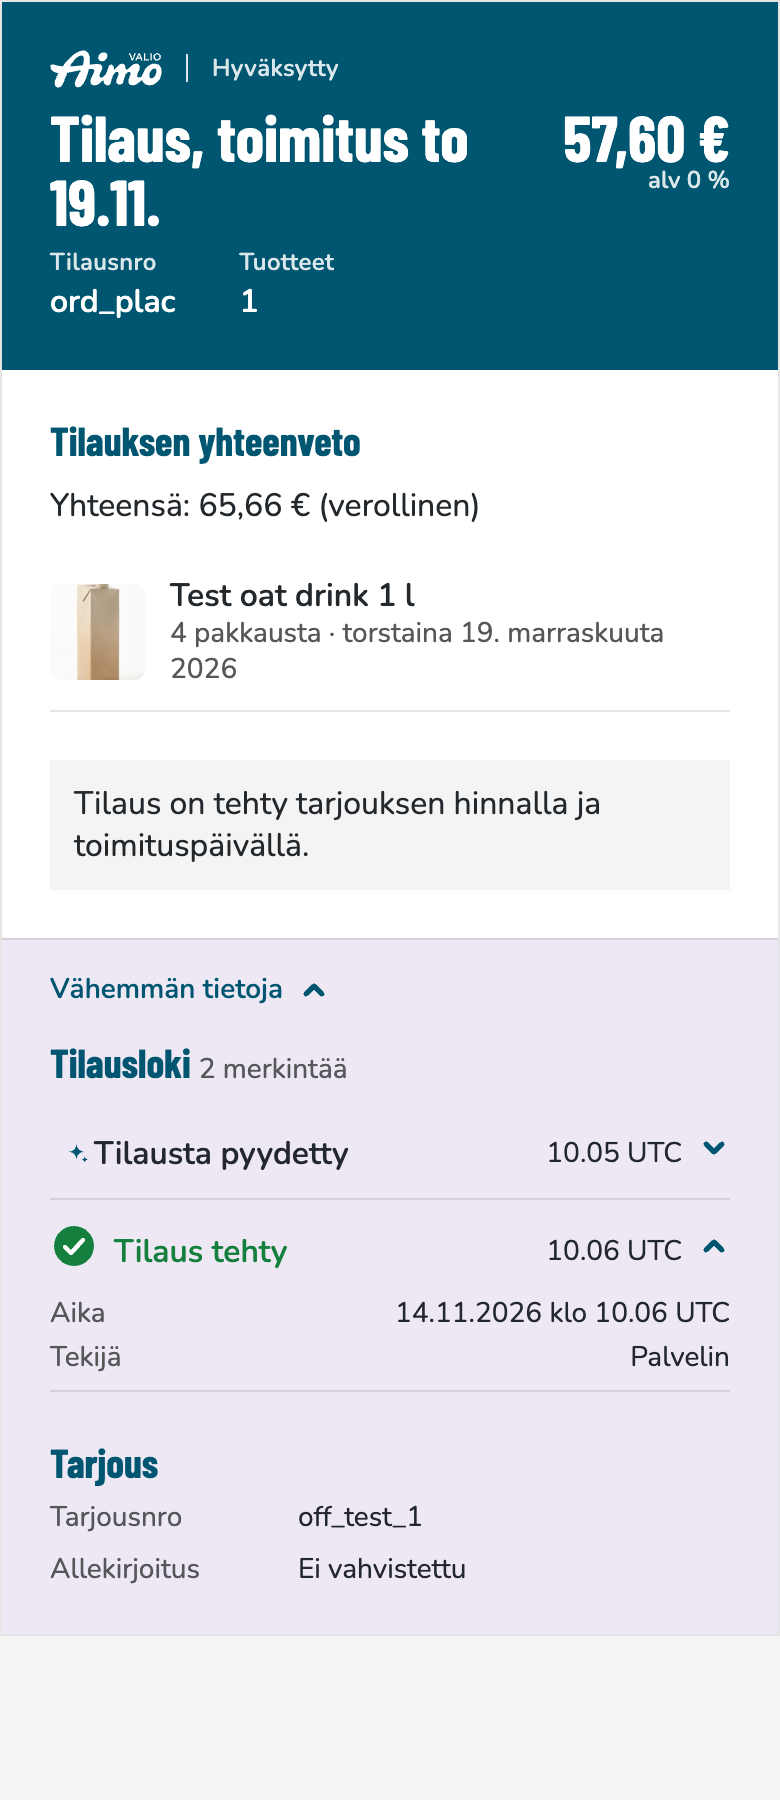 VALIO
Aimo
Hyväksytty
Tilaus, toimitus to
19.11.
57,60 €
alv 0 %
Tilausnro
Tuotteet
ord_plac
1
Tilauksen yhteenveto
Yhteensä: 65,66 € (verollinen)
Test oat drink 1 l
4 pakkausta · torstaina 19. marraskuuta
2026
Tilaus on tehty tarjouksen hinnalla ja
toimituspäivällä.
Vähemmän tietoja
Tilausloki 2 merkintää
Tilausta pyydetty 10.05 UTC
Tilaus tehty 10.06 UTC
Aika 14.11.2026 klo 10.06 UTC
Tekijä Palvelin
Tarjous
Tarjousnro off_test_1
Allekirjoitus Ei vahvistettu